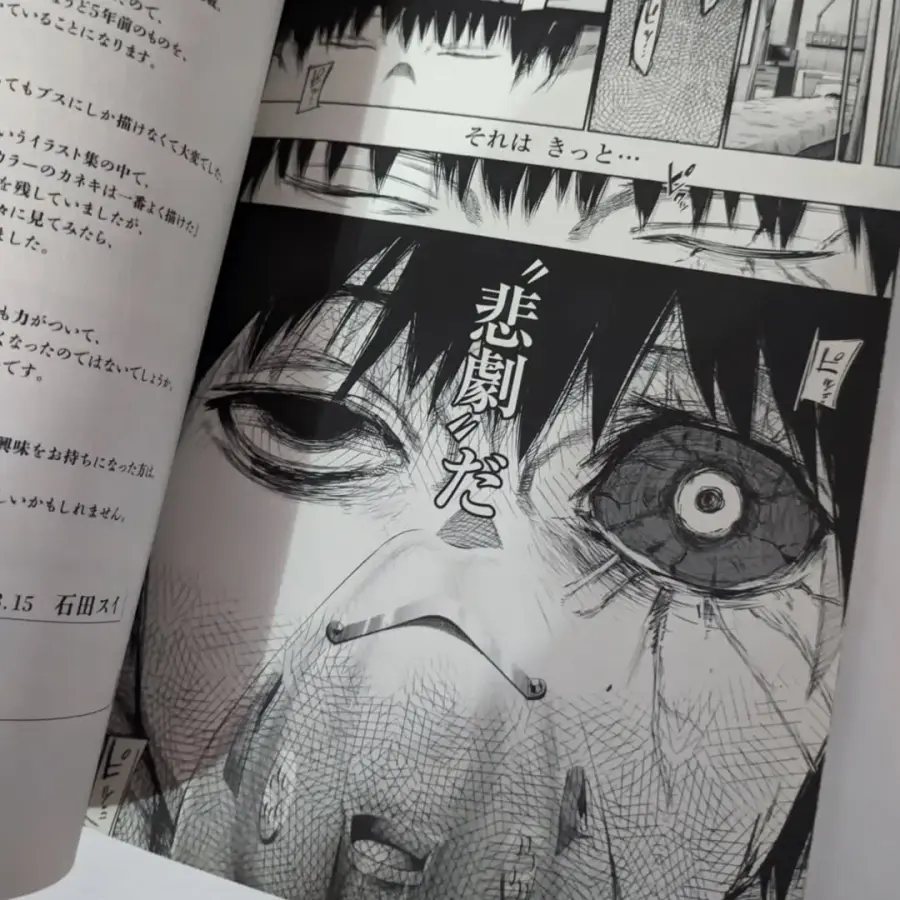 ょうど5年前のものを、
っていることになります。
ってもブスにしか描けなくて大変でした。
いうイラスト集の中で、
カラーのカネキは一番よく描けた」
を残していましたが、
々に見てみたら、
ました。
も力がついて、
くなったのではないでしょうか。
です。
興味をお持ちになった方は、
しいかもしれません。
.15 石田スイ
それは きっと…
〝悲劇〟だ